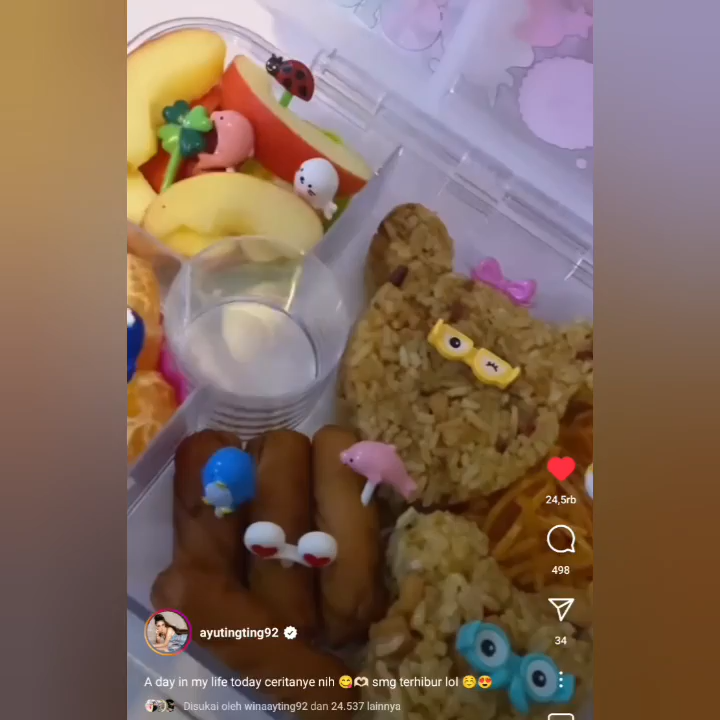 24,5rb
498
34
ayutingting92
A day in my life today ceritanye nih 😋🫶 smg terhibur lol ☺️😍
Disukai oleh winaayting92 dan 24.537 lainnya